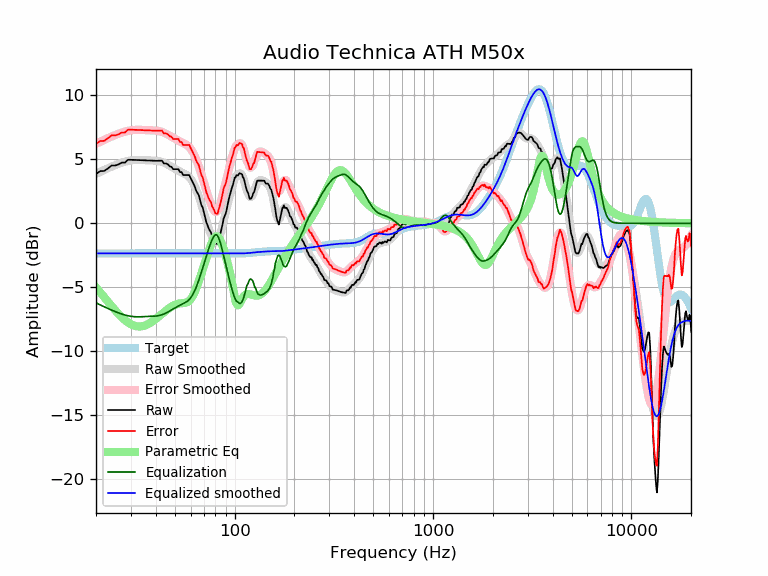 Audio Technica ATH M50x
Amplitude (dBr)
10
5
0
−5
−10
−15
−20
Target
Raw Smoothed
Error Smoothed
Raw
Error
Parametric Eq
Equalization
Equalized smoothed
100
1000
10000
Frequency (Hz)